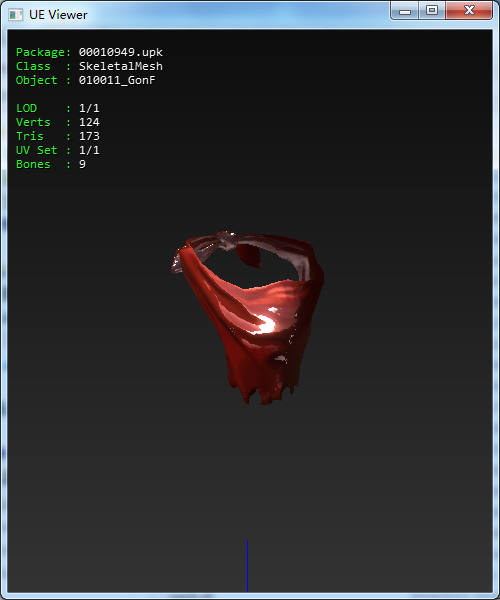 UE Viewer
Package: 00010949.upk
Class  : SkeletalMesh
Object : 010011_GonF
LOD    : 1/1
Verts  : 124
Tris   : 173
UV Set : 1/1
Bones  : 9